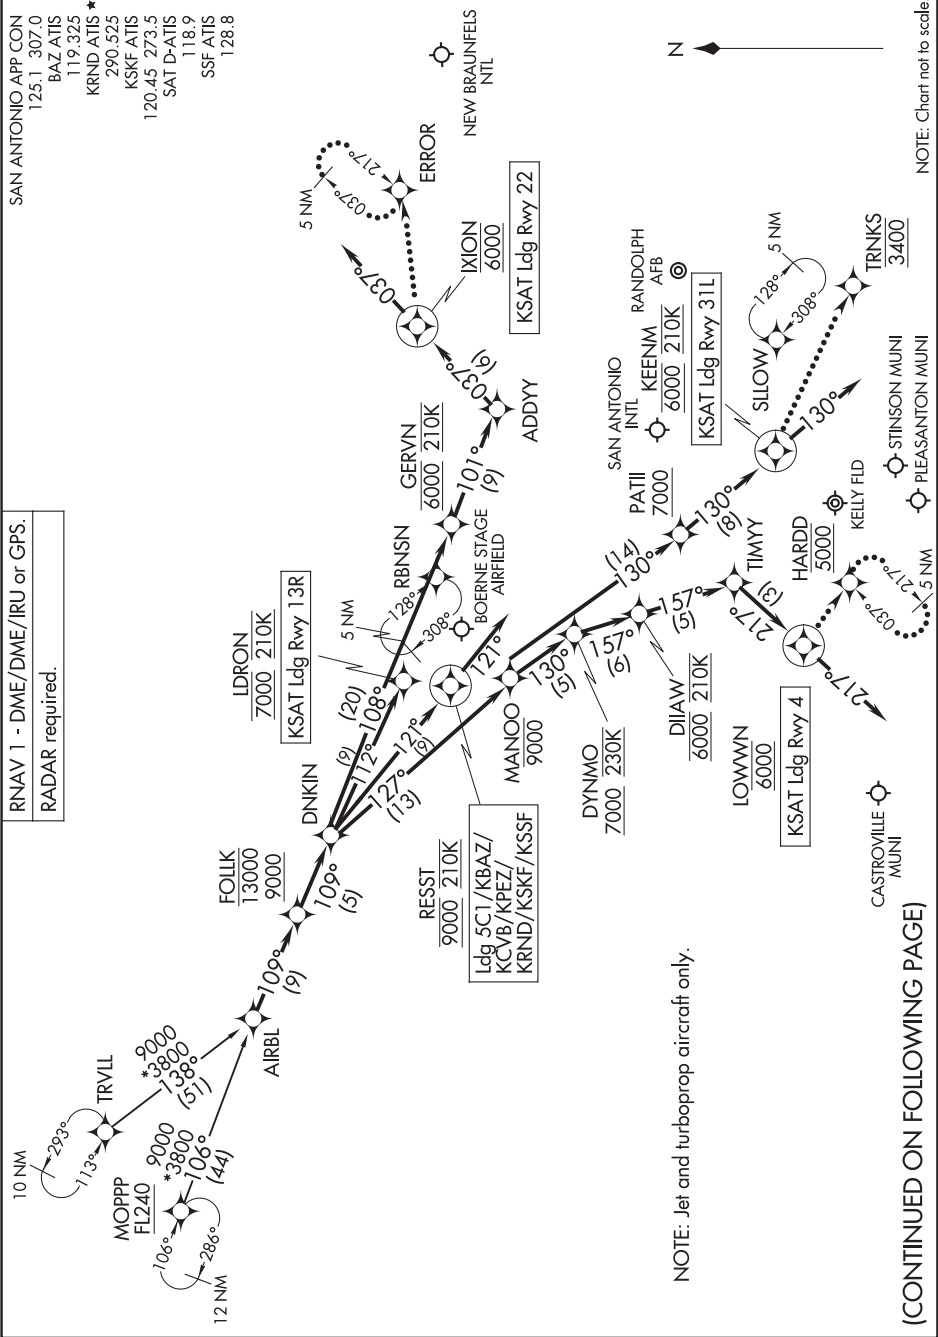 RNAV 1 - DME/DME/IRU or GPS.
RADAR required.
SAN ANTONIO APP CON
125.1 307.0
BAZ ATIS
119.325
KRND ATIS ★
290.525
KSKF ATIS
120.45 273.5
SAT D-ATIS
118.9
SSF ATIS
128.8
10 NM
293°
113°
TRVLL
9000
*3800
138°
(51)
MOPPP
FL240
106°
286°
12 NM
9000
*3800
106°
(44)
AIRBL
109°
(9)
FOLLK
13000
9000
109°
(5)
DNKIN
LDRON
7000 210K
KSAT Ldg Rwy 13R
(20)
108°
(9)
112°
121°
(9)
127°
(13)
5 NM
128°
308°
RBNSN
BOERNE STAGE
AIRFIELD
GERVN
6000 210K
101°
(9)
ADDYY
037°
(6)
037°
IXION
6000
KSAT Ldg Rwy 22
5 NM
217°
037°
ERROR
NEW BRAUNFELS
NTL
121°
RESST
9000 210K
Ldg 5C1/KBAZ/
KCVB/KPEZ/
KRND/KSKF/KSSF
MANOO
9000
(14)
130°
130°
(5)
DYNMO
7000 230K
157°
(6)
DIIAW
6000 210K
157°
(5)
TIMYY
217°
(3)
LOWWN
6000
KSAT Ldg Rwy 4
217°
HARDD
5000
217°
037°
5 NM
PATII
7000
130°
(8)
SAN ANTONIO
INTL
KEENM
6000 210K
KSAT Ldg Rwy 31L
RANDOLPH
AFB
130°
SLLOW
128°
308°
5 NM
TRNKS
3400
KELLY FLD
STINSON MUNI
PLEASANTON MUNI
CASTROVILLE
MUNI
N
NOTE: Jet and turboprop aircraft only.
NOTE: Chart not to scale.
(CONTINUED ON FOLLOWING PAGE)